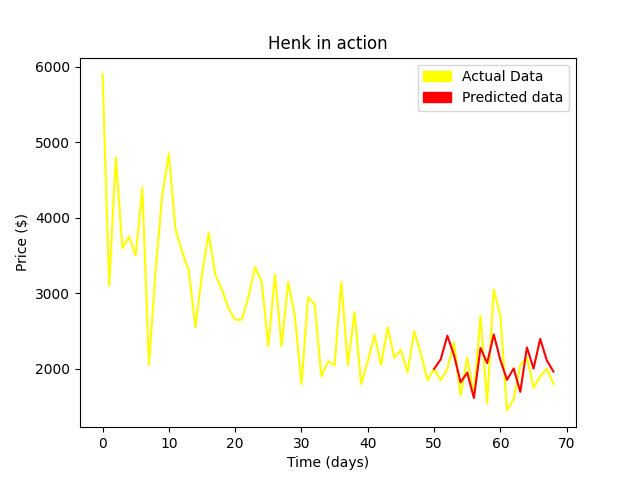 Henk in action
Actual Data
Predicted data
Price ($)
6000
5000
4000
3000
2000
0 10 20 30 40 50 60 70
Time (days)